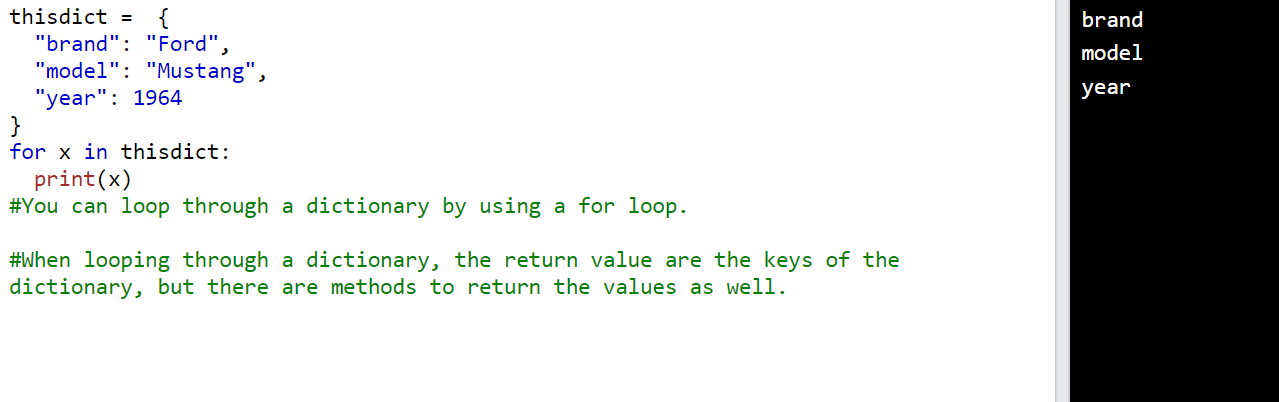 thisdict =  {
  "brand": "Ford",
  "model": "Mustang",
  "year": 1964
}
for x in thisdict:
  print(x)
#You can loop through a dictionary by using a for loop.

#When looping through a dictionary, the return value are the keys of the
dictionary, but there are methods to return the values as well.
brand
model
year